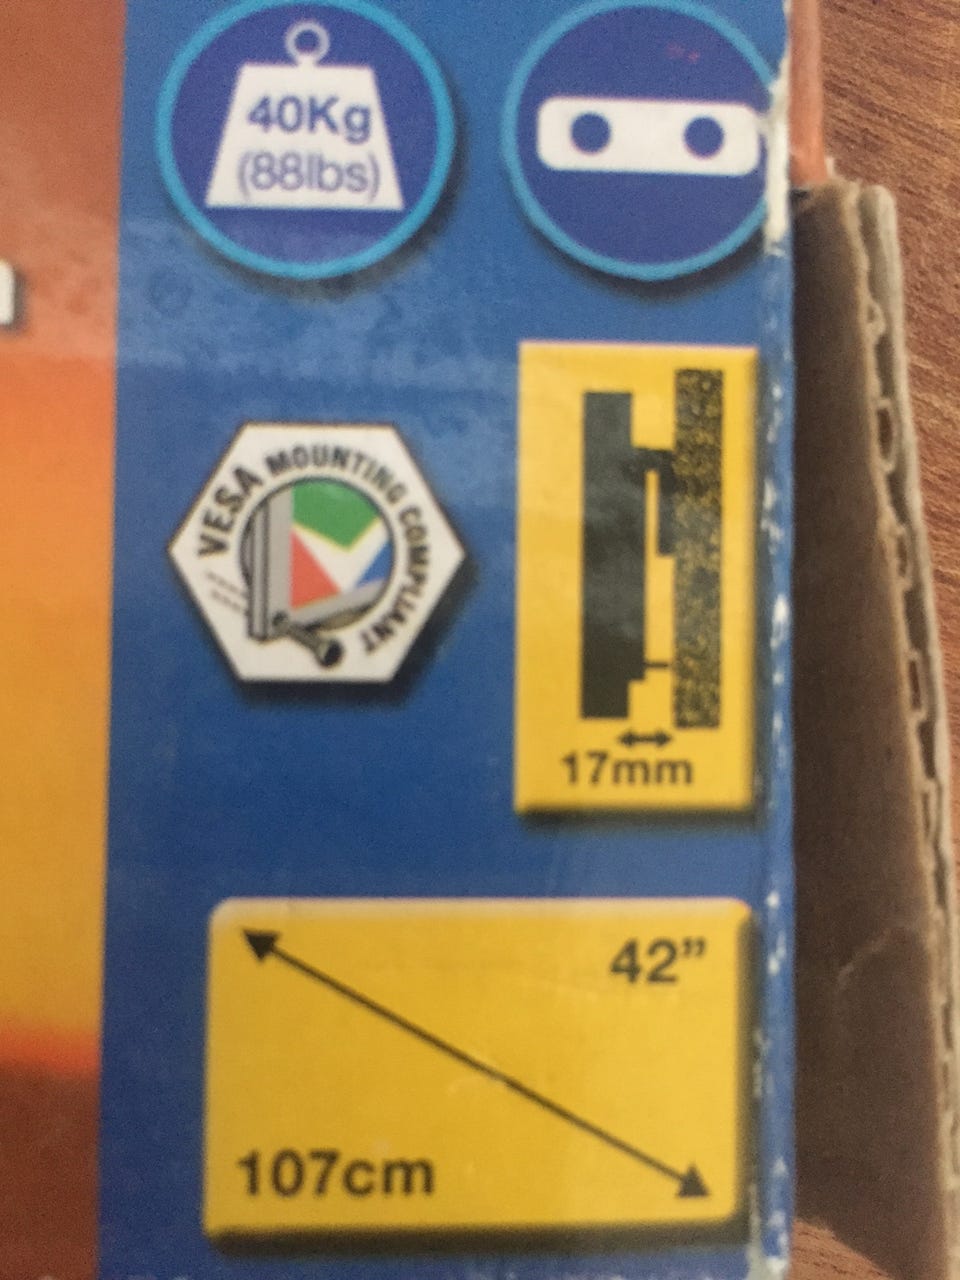 40Kg
(88lbs)
VESA MOUNTING COMPLIANT
17mm
42”
107cm